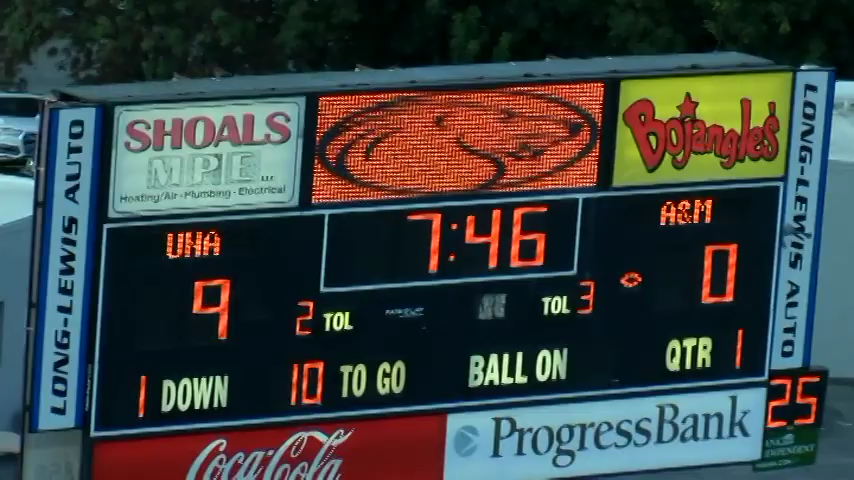 SHOALS
MPE LLC
Heating/Air - Plumbing - Electrical
Bojangles'
LONG-LEWIS AUTO
LONG-LEWIS AUTO
UNA
7:46
A&M
9
2 TOL
TOL 3
0
1 DOWN
10 TO GO
BALL ON
QTR 1
25
Coca-Cola
ProgressBank